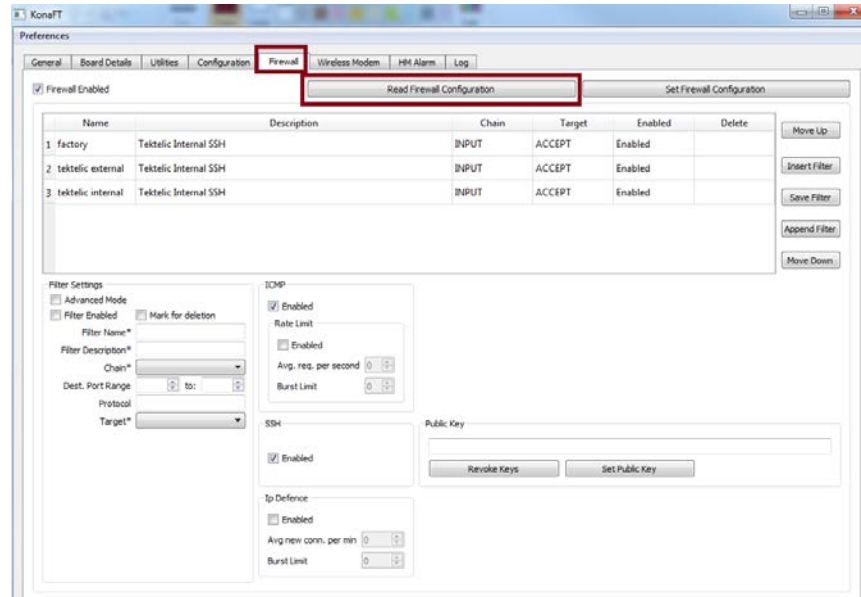 KonaFT
Preferences
General Board Details Utilities Configuration Firewall Wireless Modem HM Alarm Log
Firewall Enabled Read Firewall Configuration Set Firewall Configuration
Name Description Chain Target Enabled Delete
1 factory Tektelic Internal SSH INPUT ACCEPT Enabled
2 tektelic external Tektelic Internal SSH INPUT ACCEPT Enabled
3 tektelic internal Tektelic Internal SSH INPUT ACCEPT Enabled
Move Up
Insert Filter
Save Filter
Append Filter
Move Down
Filter Settings
Advanced Mode
Filter Enabled Mark for deletion
Filter Name*
Filter Description*
Chain*
Dest. Port Range to:
Protocol
Target*
ICMP
Enabled
Rate Limit
Enabled
Avg. req. per second 0
Burst Limit 0
SSH
Enabled
Public Key
Revoke Keys Set Public Key
Ip Defence
Enabled
Avg new conn. per min 0
Burst Limit 0